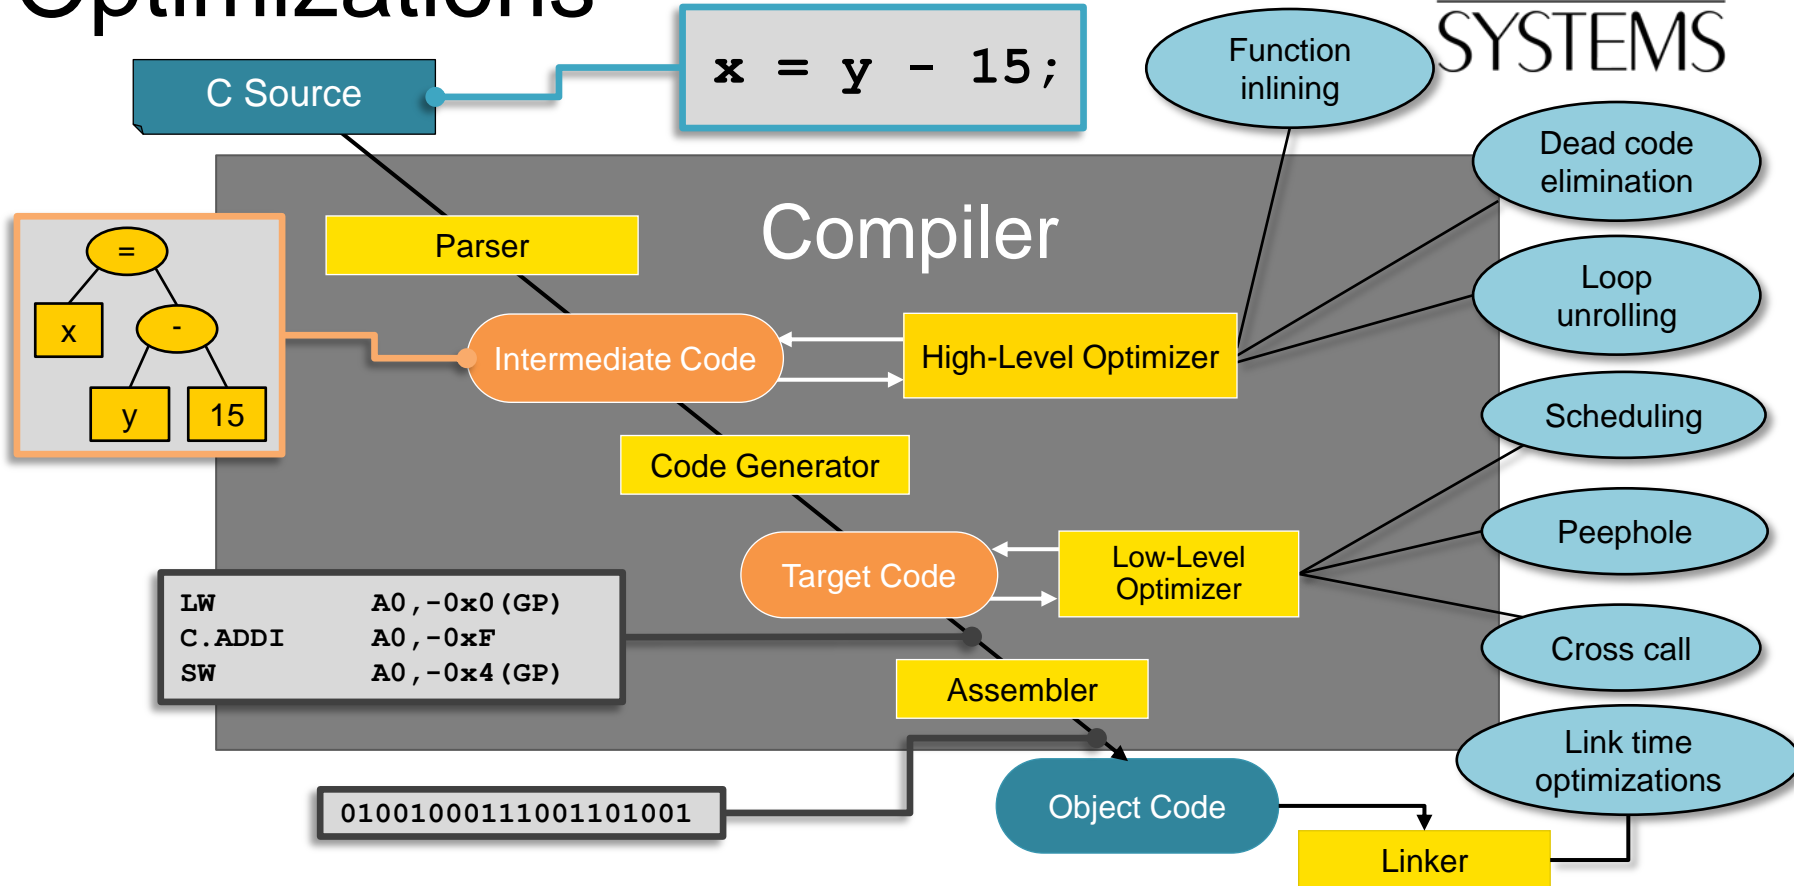 Optimizations
SYSTEMS
C Source
x = y - 15;
Function
inlining
Dead code
elimination
Compiler
Parser
=
x
-
y
15
Intermediate Code
High-Level Optimizer
Loop
unrolling
Scheduling
Code Generator
Peephole
Target Code
Low-Level
Optimizer
LW A0,-0x0(GP)
C.ADDI A0,-0xF
SW A0,-0x4(GP)
Cross call
Assembler
Link time
optimizations
01001000111001101001
Object Code
Linker